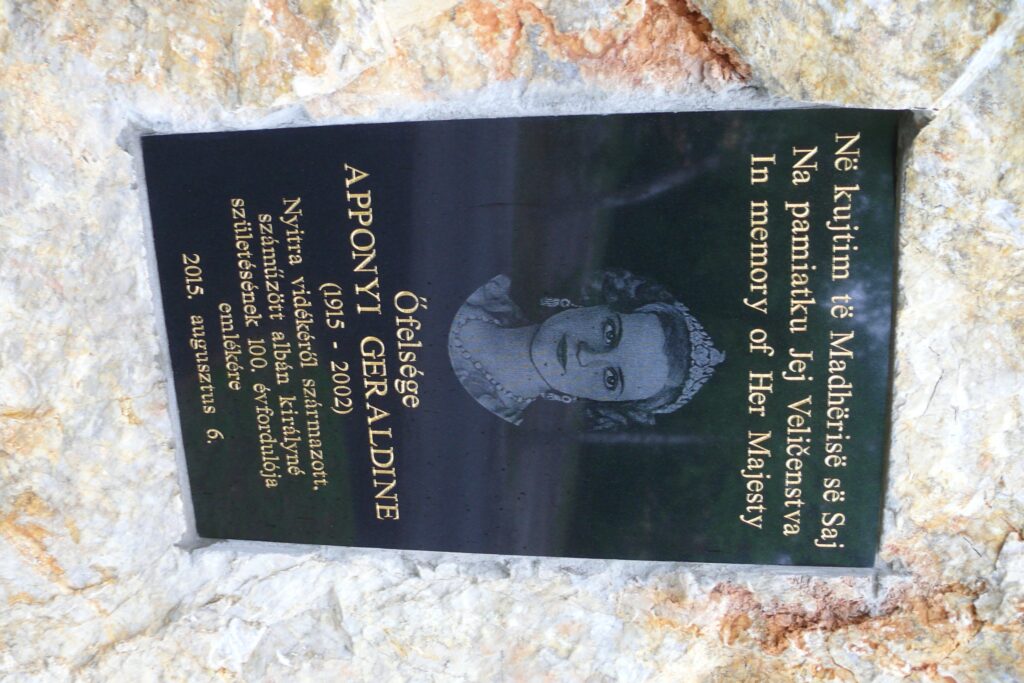 Në kujtim të Madhërisë së Saj
Na pamiatku Jej Veličenstva
In memory of Her Majesty
Őfelsége
APPONYI GERALDINE
(1915 - 2002)
Nyitra vidékéről származott,
száműzött albán királyné
születésének 100. évfordulója
emlékére
2015. augusztus 6.